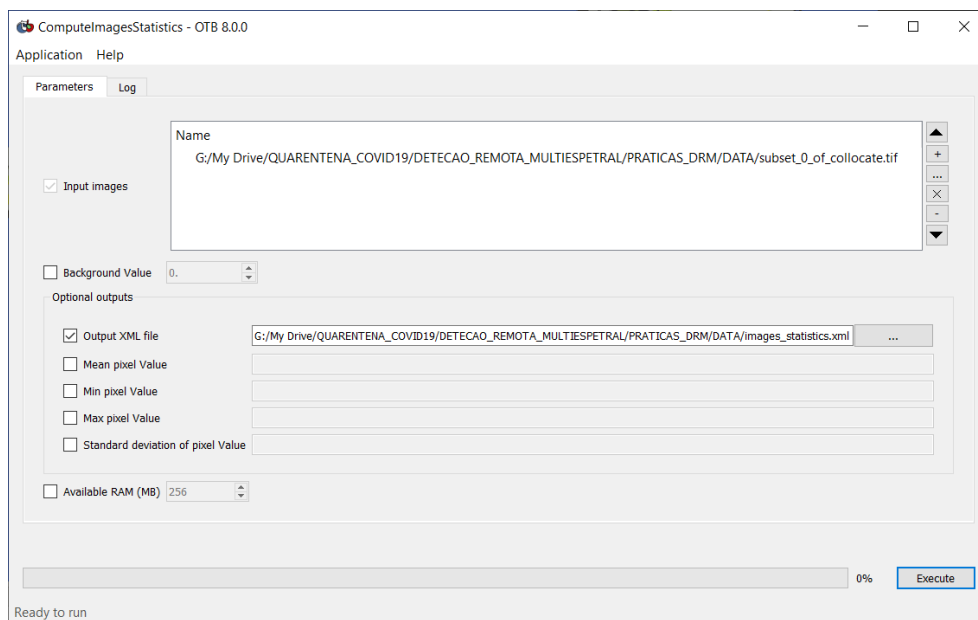 ComputeImagesStatistics - OTB 8.0.0
Application Help
Parameters Log
Name
G:/My Drive/QUARENTENA_COVID19/DETECAO_REMOTA_MULTIESPETRAL/PRATICAS_DRM/DATA/subset_0_of_collocate.tif
+
...
Input images
-
Background Value 0.
Optional outputs
Output XML file G:/My Drive/QUARENTENA_COVID19/DETECAO_REMOTA_MULTIESPETRAL/PRATICAS_DRM/DATA/images_statistics.xml ...
Mean pixel Value
Min pixel Value
Max pixel Value
Standard deviation of pixel Value
Available RAM (MB) 256
0% Execute
Ready to run